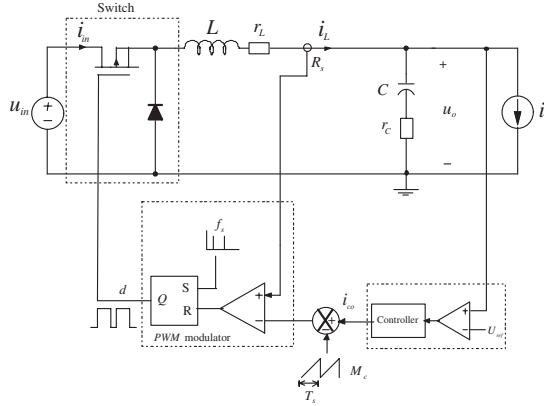 Switch
i_in
L
r_L
i_L
R_s
u_in
+
−
C
r_C
+
u_o
−
i
f_s
d
Q
S
R
+
−
PWM modulator
i_co
+
−
Controller
+
−
U_ref
M_c
T_s